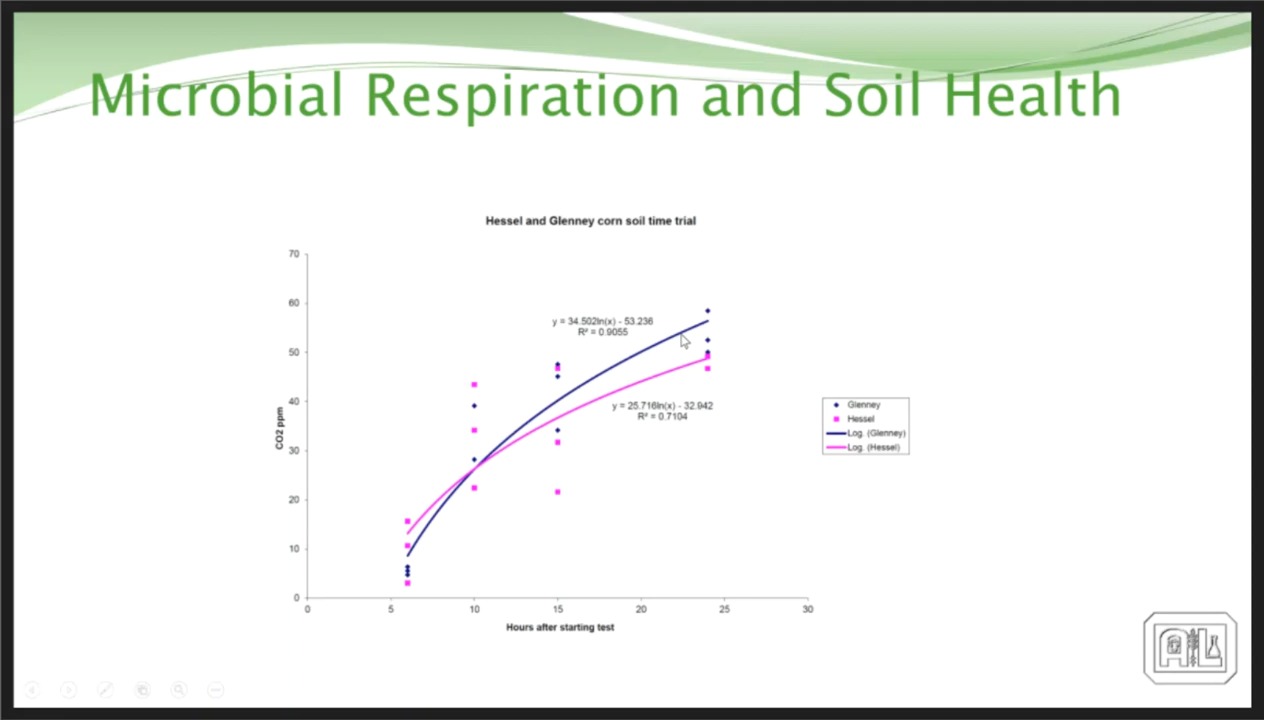 Microbial Respiration and Soil Health
Hessel and Glenney corn soil time trial
70
60
50
40
30
20
10
0
CO2 ppm
y = 34.502ln(x) - 53.236
R² = 0.9055
y = 25.716ln(x) - 32.942
R² = 0.7104
0 5 10 15 20 25 30
Hours after starting test
Glenney
Hessel
Log. (Glenney)
Log. (Hessel)
AL